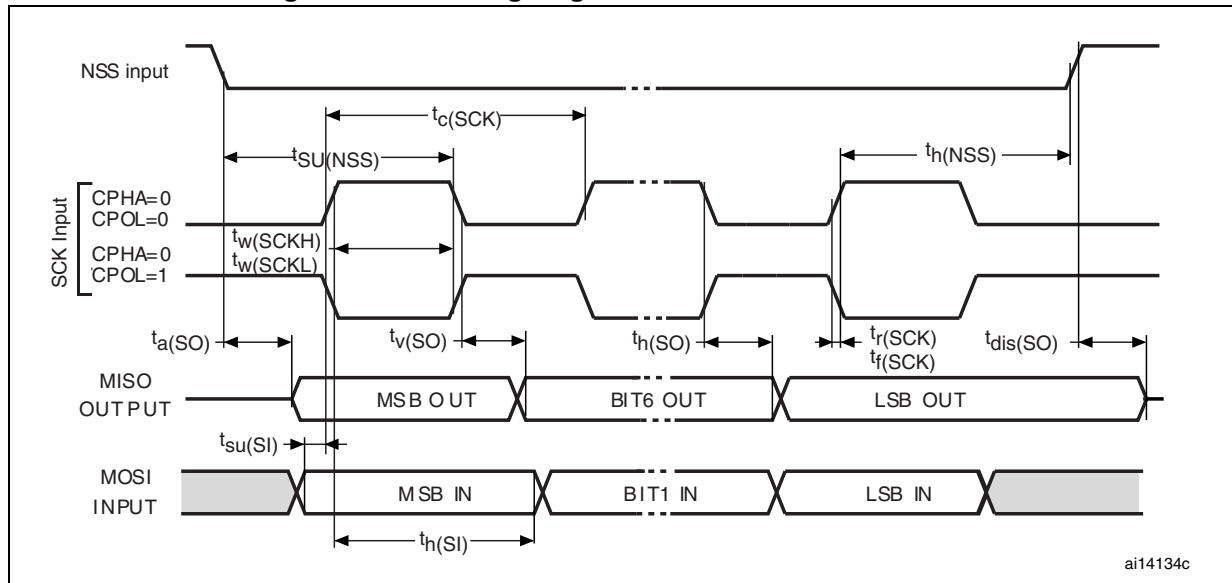 NSS input
tc(SCK)
tSU(NSS)
th(NSS)
SCK Input
CPHA=0
CPOL=0
tw(SCKH)
CPHA=0
tw(SCKL)
CPOL=1
ta(SO)
tv(SO)
th(SO)
tr(SCK)
tf(SCK)
tdis(SO)
MISO
OUTPUT
MSB OUT
BIT6 OUT
LSB OUT
tsu(SI)
MOSI
INPUT
MSB IN
BIT1 IN
LSB IN
th(SI)
ai14134c